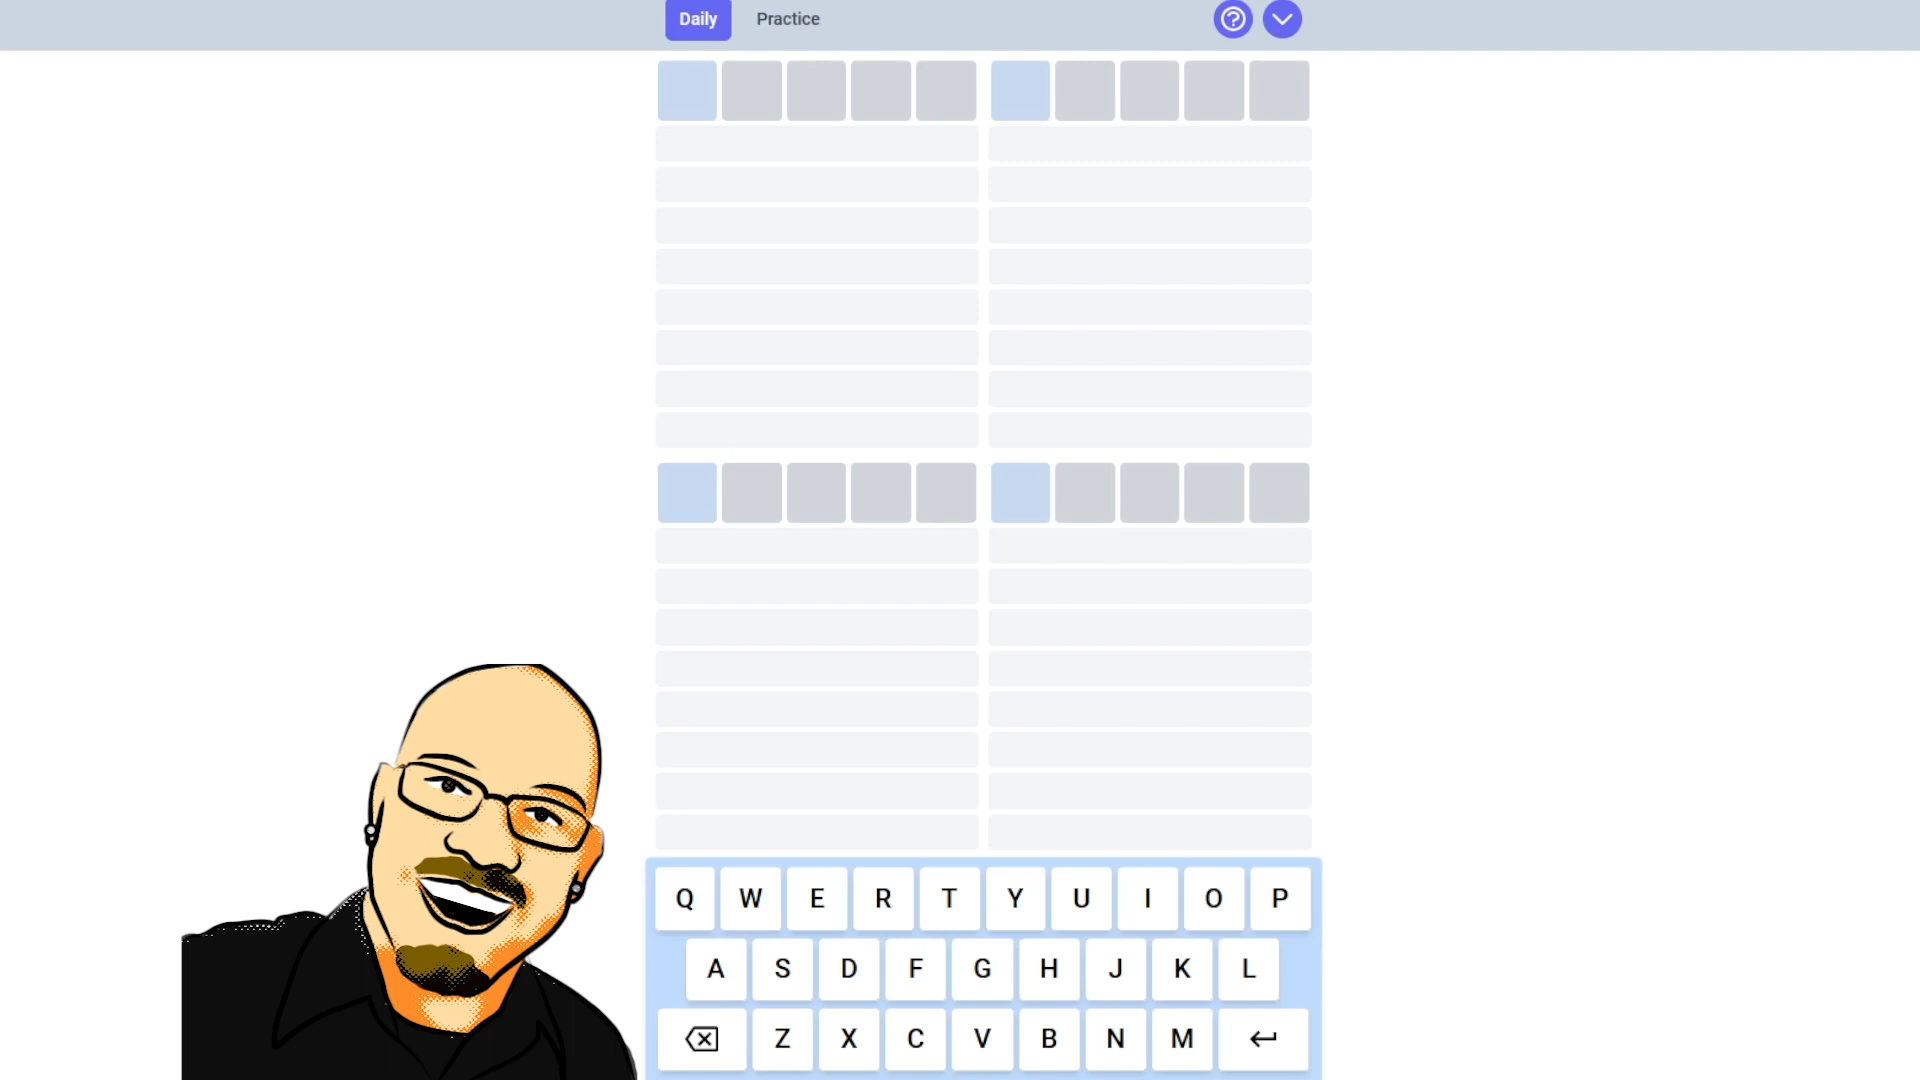 Daily Practice
Q W E R T Y U I O P
A S D F G H J K L
Z X C V B N M